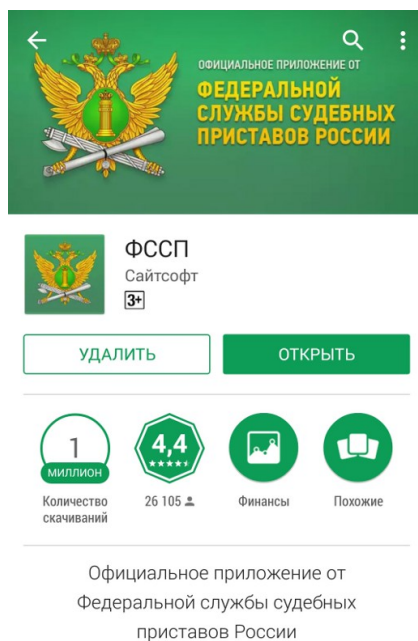 ОФИЦИАЛЬНОЕ ПРИЛОЖЕНИЕ ОТ
ФЕДЕРАЛЬНОЙ
СЛУЖБЫ СУДЕБНЫХ
ПРИСТАВОВ РОССИИ
ФССП
Сайтсофт
3+
УДАЛИТЬ
ОТКРЫТЬ
1
МИЛЛИОН
4,4
Количество
скачиваний
26 105
Финансы
Похожие
Официальное приложение от
Федеральной службы судебных
приставов России